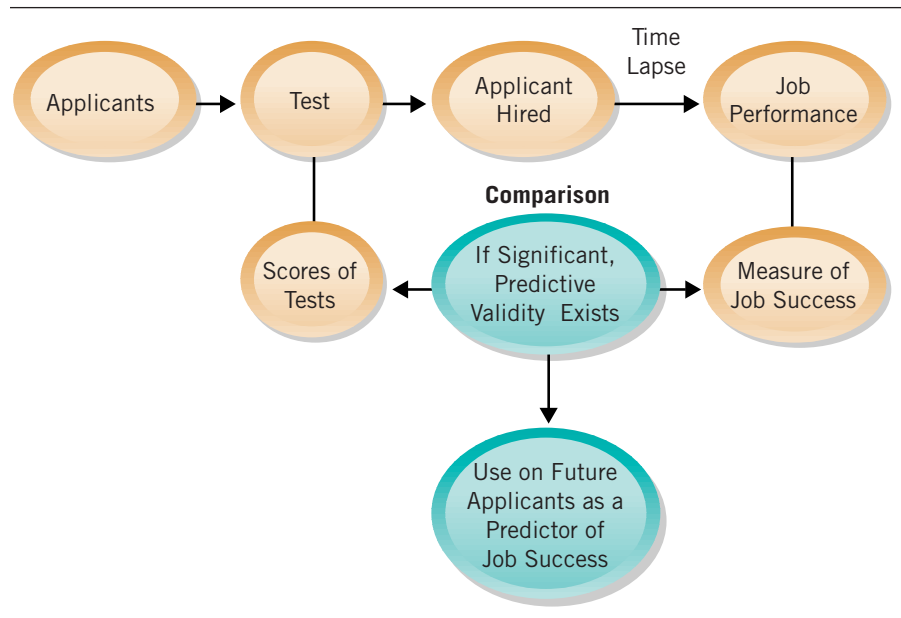 Applicants
Test
Applicant
Hired
Time
Lapse
Job
Performance
Comparison
Scores of
Tests
If Significant,
Predictive
Validity Exists
Measure of
Job Success
Use on Future
Applicants as a
Predictor of
Job Success